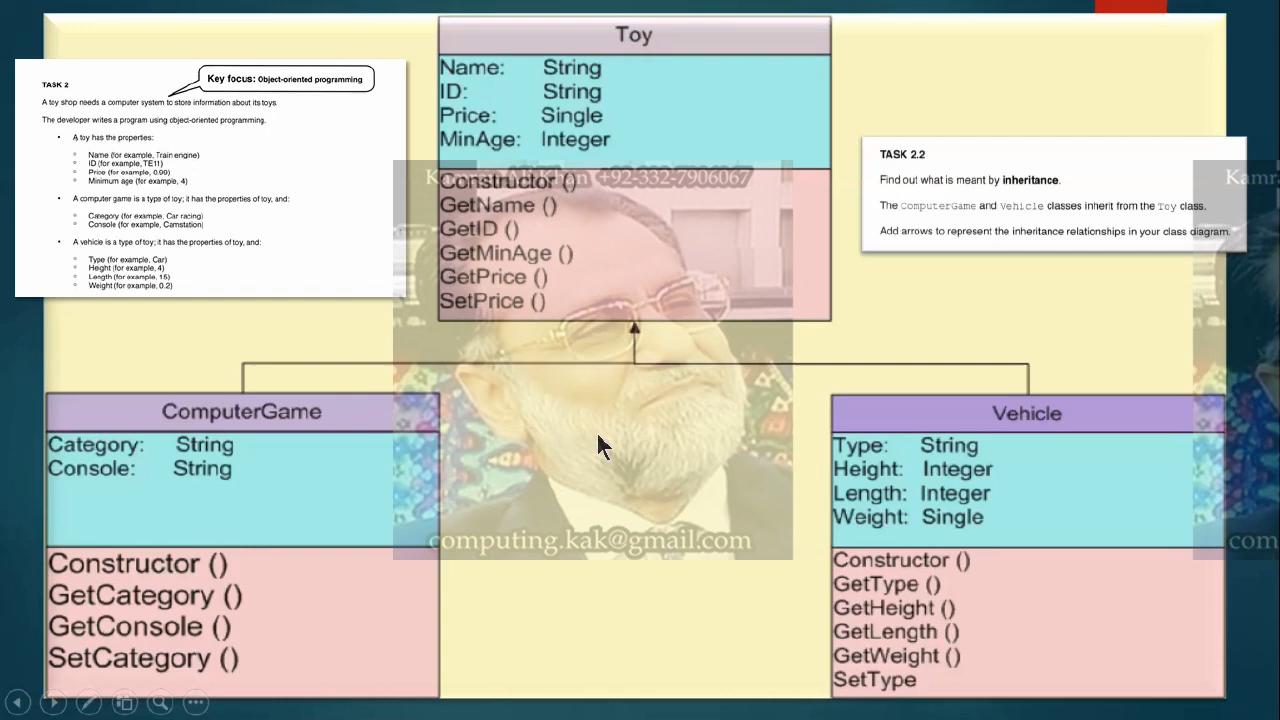 Toy
Name: String
ID: String
Price: Single
MinAge: Integer
Constructor ()
GetName ()
GetID ()
GetMinAge ()
GetPrice ()
SetPrice ()
Key focus: Object-oriented programming
TASK 2
A toy shop needs a computer system to store information about its toys.
The developer writes a program using object-oriented programming.
• A toy has the properties:
○ Name (for example, Train engine)
○ ID (for example, TE11)
○ Price (for example, 0.99)
○ Minimum age (for example, 4)
• A computer game is a type of toy; it has the properties of toy, and:
○ Category (for example, Car racing)
○ Console (for example, Gamstation)
• A vehicle is a type of toy; it has the properties of toy, and:
○ Type (for example, Car)
○ Height (for example, 4)
○ Length (for example, 15)
○ Weight (for example, 0.2)
TASK 2.2
Find out what is meant by inheritance.
The ComputerGame and Vehicle classes inherit from the Toy class.
Add arrows to represent the inheritance relationships in your class diagram.
+92-332-7906067
Kamra
ComputerGame
Category: String
Console: String
Constructor ()
GetCategory ()
GetConsole ()
SetCategory ()
Vehicle
Type: String
Height: Integer
Length: Integer
Weight: Single
Constructor ()
GetType ()
GetHeight ()
GetLength ()
GetWeight ()
SetType
computing.kak@gmail.com
com